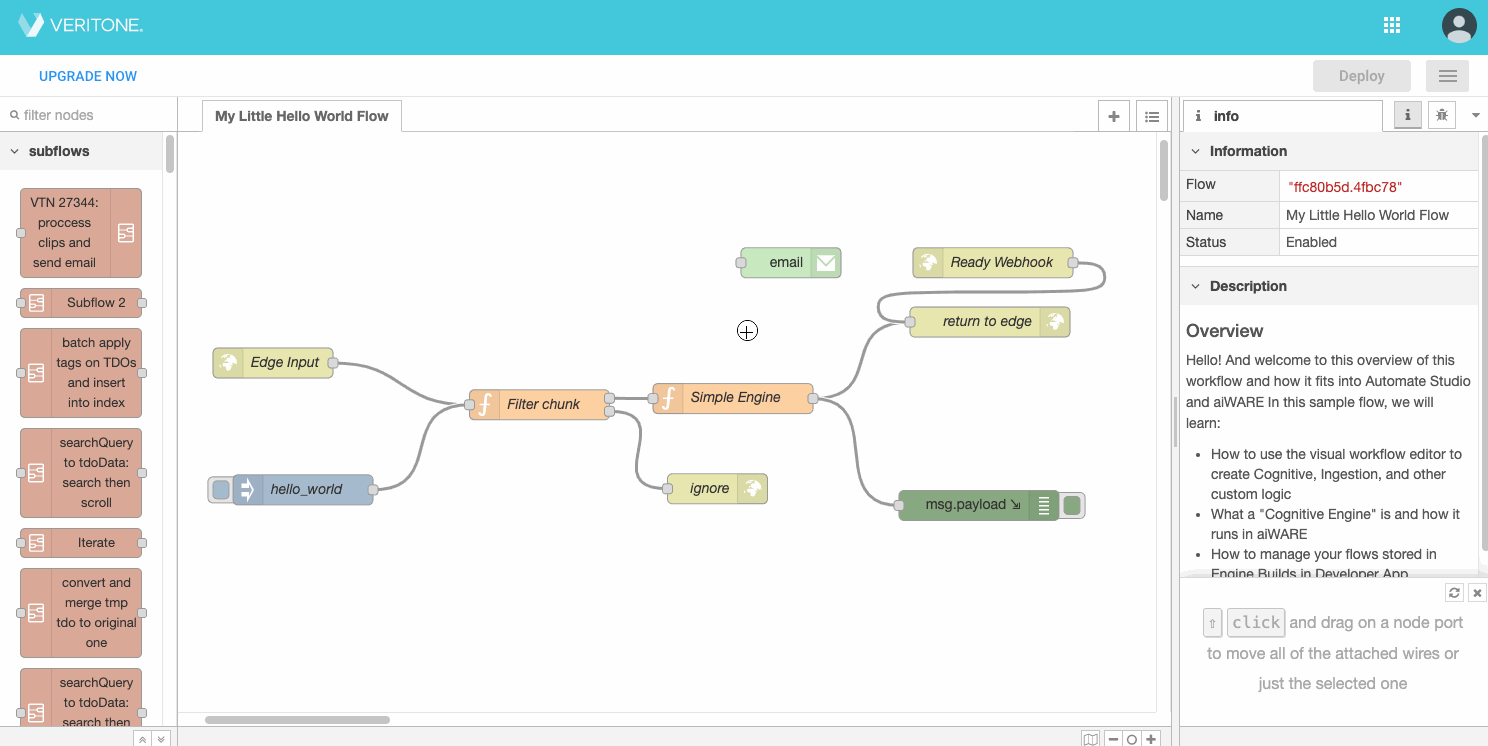 VERITONE.
UPGRADE NOW
Deploy
filter nodes
My Little Hello World Flow
info
subflows
VTN 27344:
proccess
clips and
send email
Subflow 2
batch apply
tags on TDOs
and insert
into index
searchQuery
to tdoData:
search then
scroll
Iterate
convert and
merge tmp
tdo to original
one
searchQuery
to tdoData:
search then
email
Ready Webhook
return to edge
Edge Input
Filter chunk
Simple Engine
hello_world
ignore
msg.payload
Information
Flow "ffc80b5d.4fbc78"
Name My Little Hello World Flow
Status Enabled
Description
Overview
Hello! And welcome to this overview of this
workflow and how it fits into Automate Studio
and aiWARE In this sample flow, we will
learn:
• How to use the visual workflow editor to
create Cognitive, Ingestion, and other
custom logic
• What a "Cognitive Engine" is and how it
runs in aiWARE
• How to manage your flows stored in
Engine Builds in Developer App
⇧ click and drag on a node port
to move all of the attached wires or
just the selected one